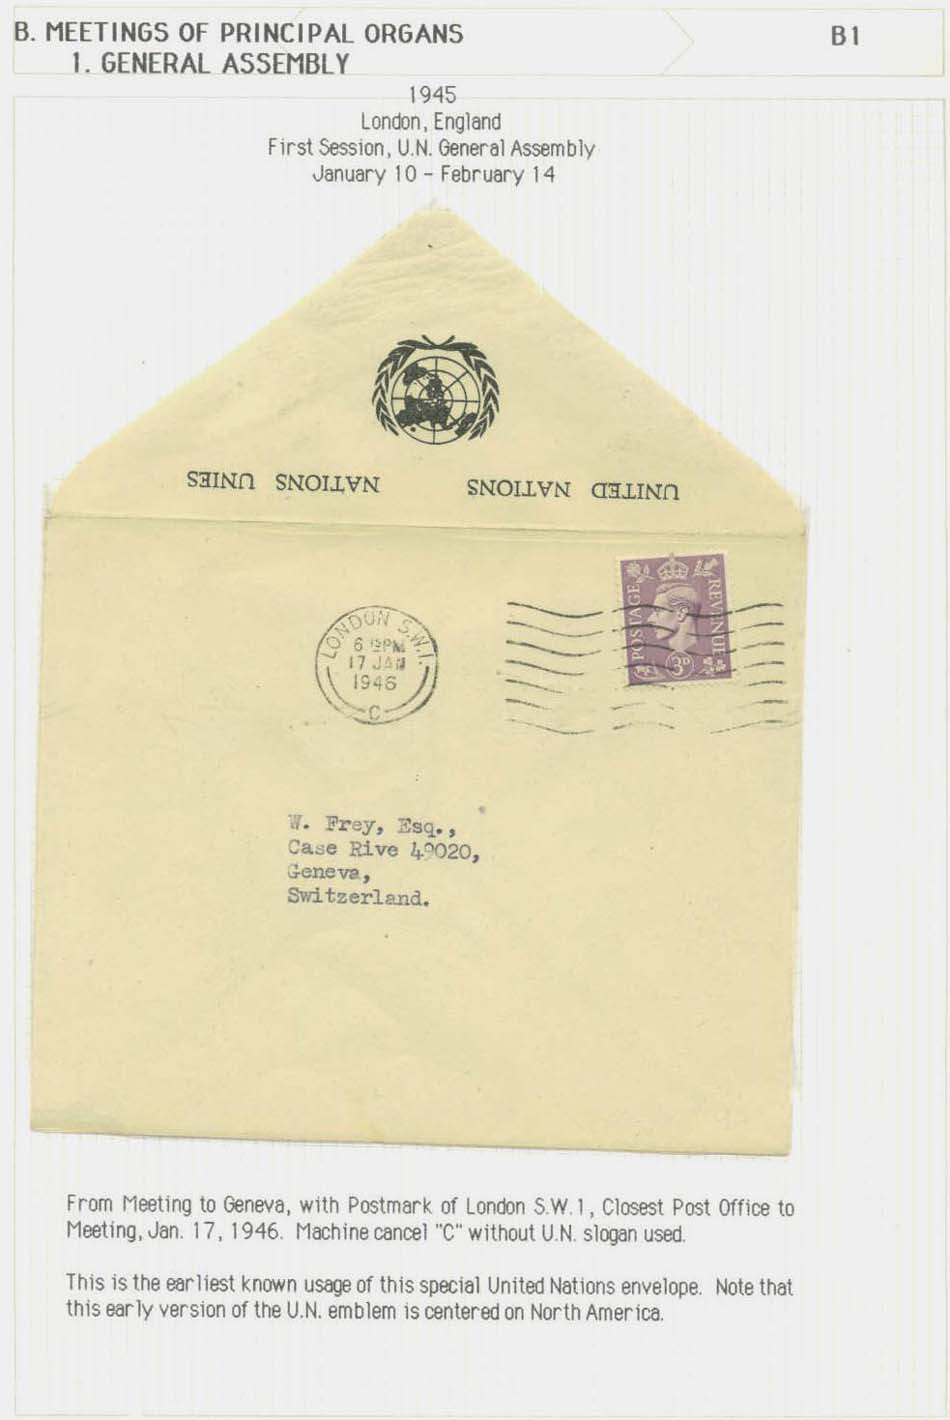 B. MEETINGS OF PRINCIPAL ORGANS
B1
1. GENERAL ASSEMBLY
1945
London, England
First Session, U.N. General Assembly
January 10 - February 14
NATIONS UNIES
UNITED NATIONS
LONDON S.W.1.
6 15PM
17 JAN
1946
C
POSTAGE
REVENUE
3D
W. Frey, Esq.,
Case Rive 49020,
Geneva,
Switzerland.
From Meeting to Geneva, with Postmark of London S.W.1, Closest Post Office to
Meeting, Jan. 17, 1946. Machine cancel "C" without U.N. slogan used.
This is the earliest known usage of this special United Nations envelope. Note that
this early version of the U.N. emblem is centered on North America.